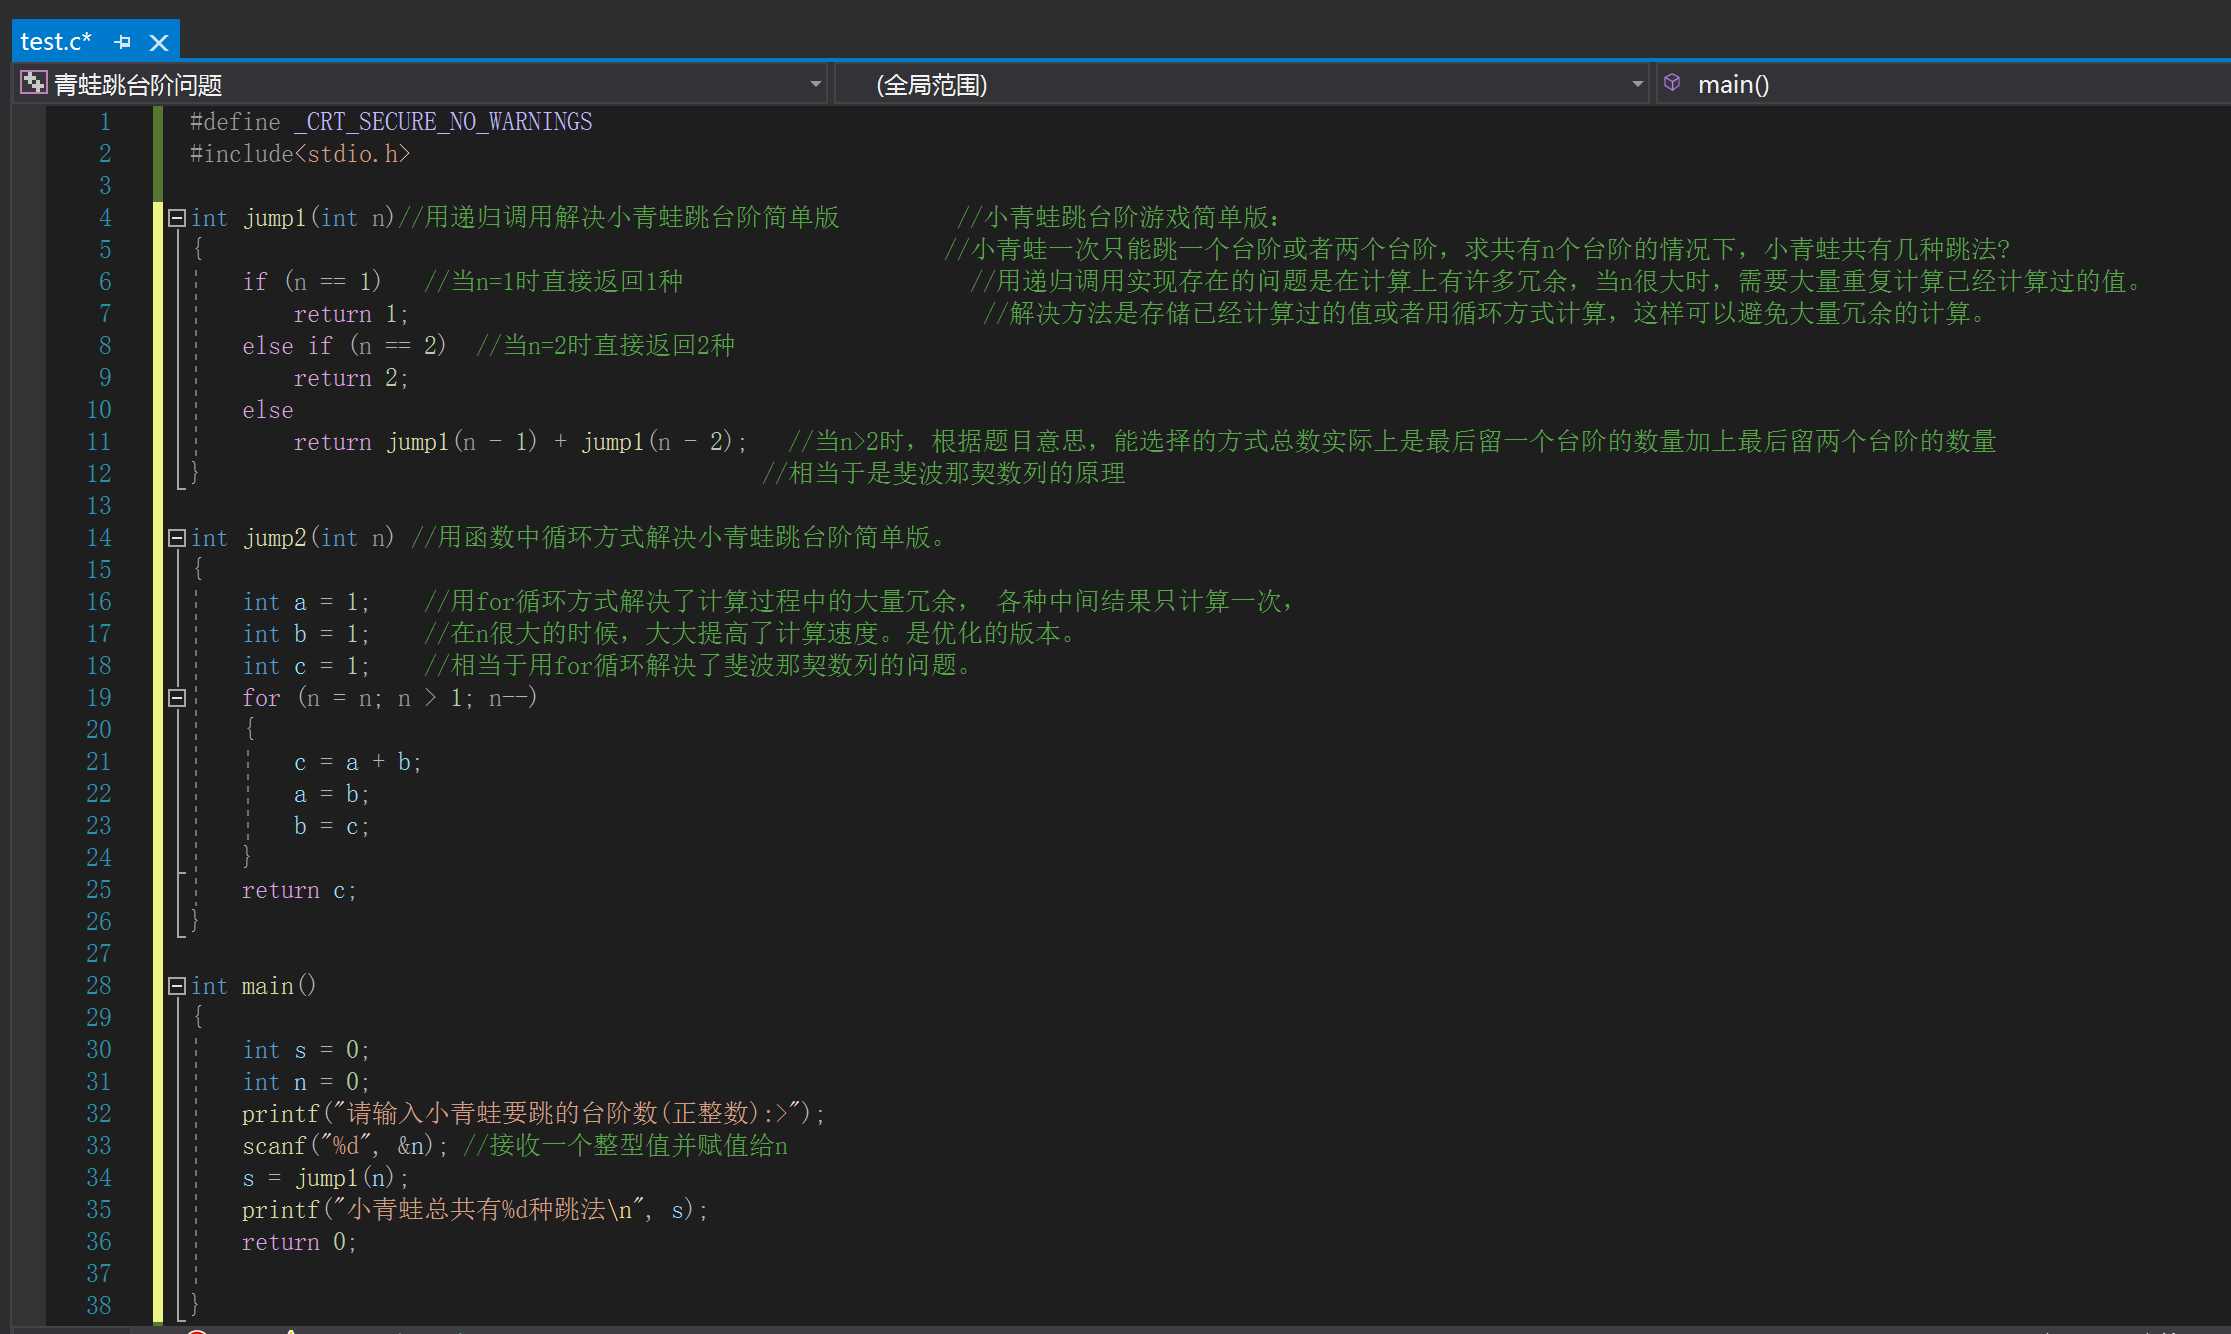 test.c*
青蛙跳台阶问题 (全局范围) main()
1 #define _CRT_SECURE_NO_WARNINGS
2 #include<stdio.h>
3
4 int jump1(int n)//用递归调用解决小青蛙跳台阶简单版 //小青蛙跳台阶游戏简单版：
5 { //小青蛙一次只能跳一个台阶或者两个台阶，求共有n个台阶的情况下，小青蛙共有几种跳法?
6 if (n == 1) //当n=1时直接返回1种 //用递归调用实现存在的问题是在计算上有许多冗余，当n很大时，需要大量重复计算已经计算过的值。
7 return 1; //解决方法是存储已经计算过的值或者用循环方式计算，这样可以避免大量冗余的计算。
8 else if (n == 2) //当n=2时直接返回2种
9 return 2;
10 else
11 return jump1(n - 1) + jump1(n - 2); //当n>2时，根据题目意思，能选择的方式总数实际上是最后留一个台阶的数量加上最后留两个台阶的数量
12 } //相当于是斐波那契数列的原理
13
14 int jump2(int n) //用函数中循环方式解决小青蛙跳台阶简单版。
15 {
16 int a = 1; //用for循环方式解决了计算过程中的大量冗余， 各种中间结果只计算一次，
17 int b = 1; //在n很大的时候，大大提高了计算速度。是优化的版本。
18 int c = 1; //相当于用for循环解决了斐波那契数列的问题。
19 for (n = n; n > 1; n--)
20 {
21 c = a + b;
22 a = b;
23 b = c;
24 }
25 return c;
26 }
27
28 int main()
29 {
30 int s = 0;
31 int n = 0;
32 printf("请输入小青蛙要跳的台阶数(正整数):>");
33 scanf("%d", &n); //接收一个整型值并赋值给n
34 s = jump1(n);
35 printf("小青蛙总共有%d种跳法\n", s);
36 return 0;
37
38 }